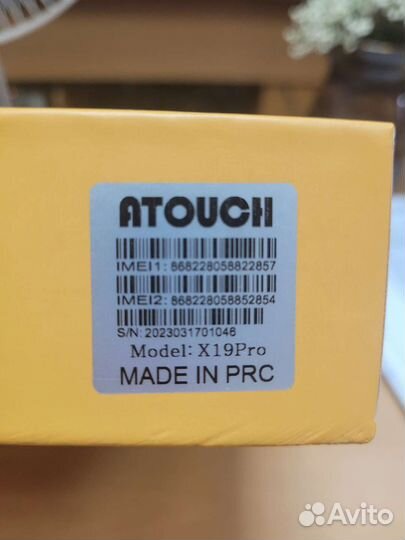 ATOUCH
IMEI1: 868228058822857
IMEI2: 868228058852854
S/N: 2023031701046
Model: X19Pro
MADE IN PRC
Avito